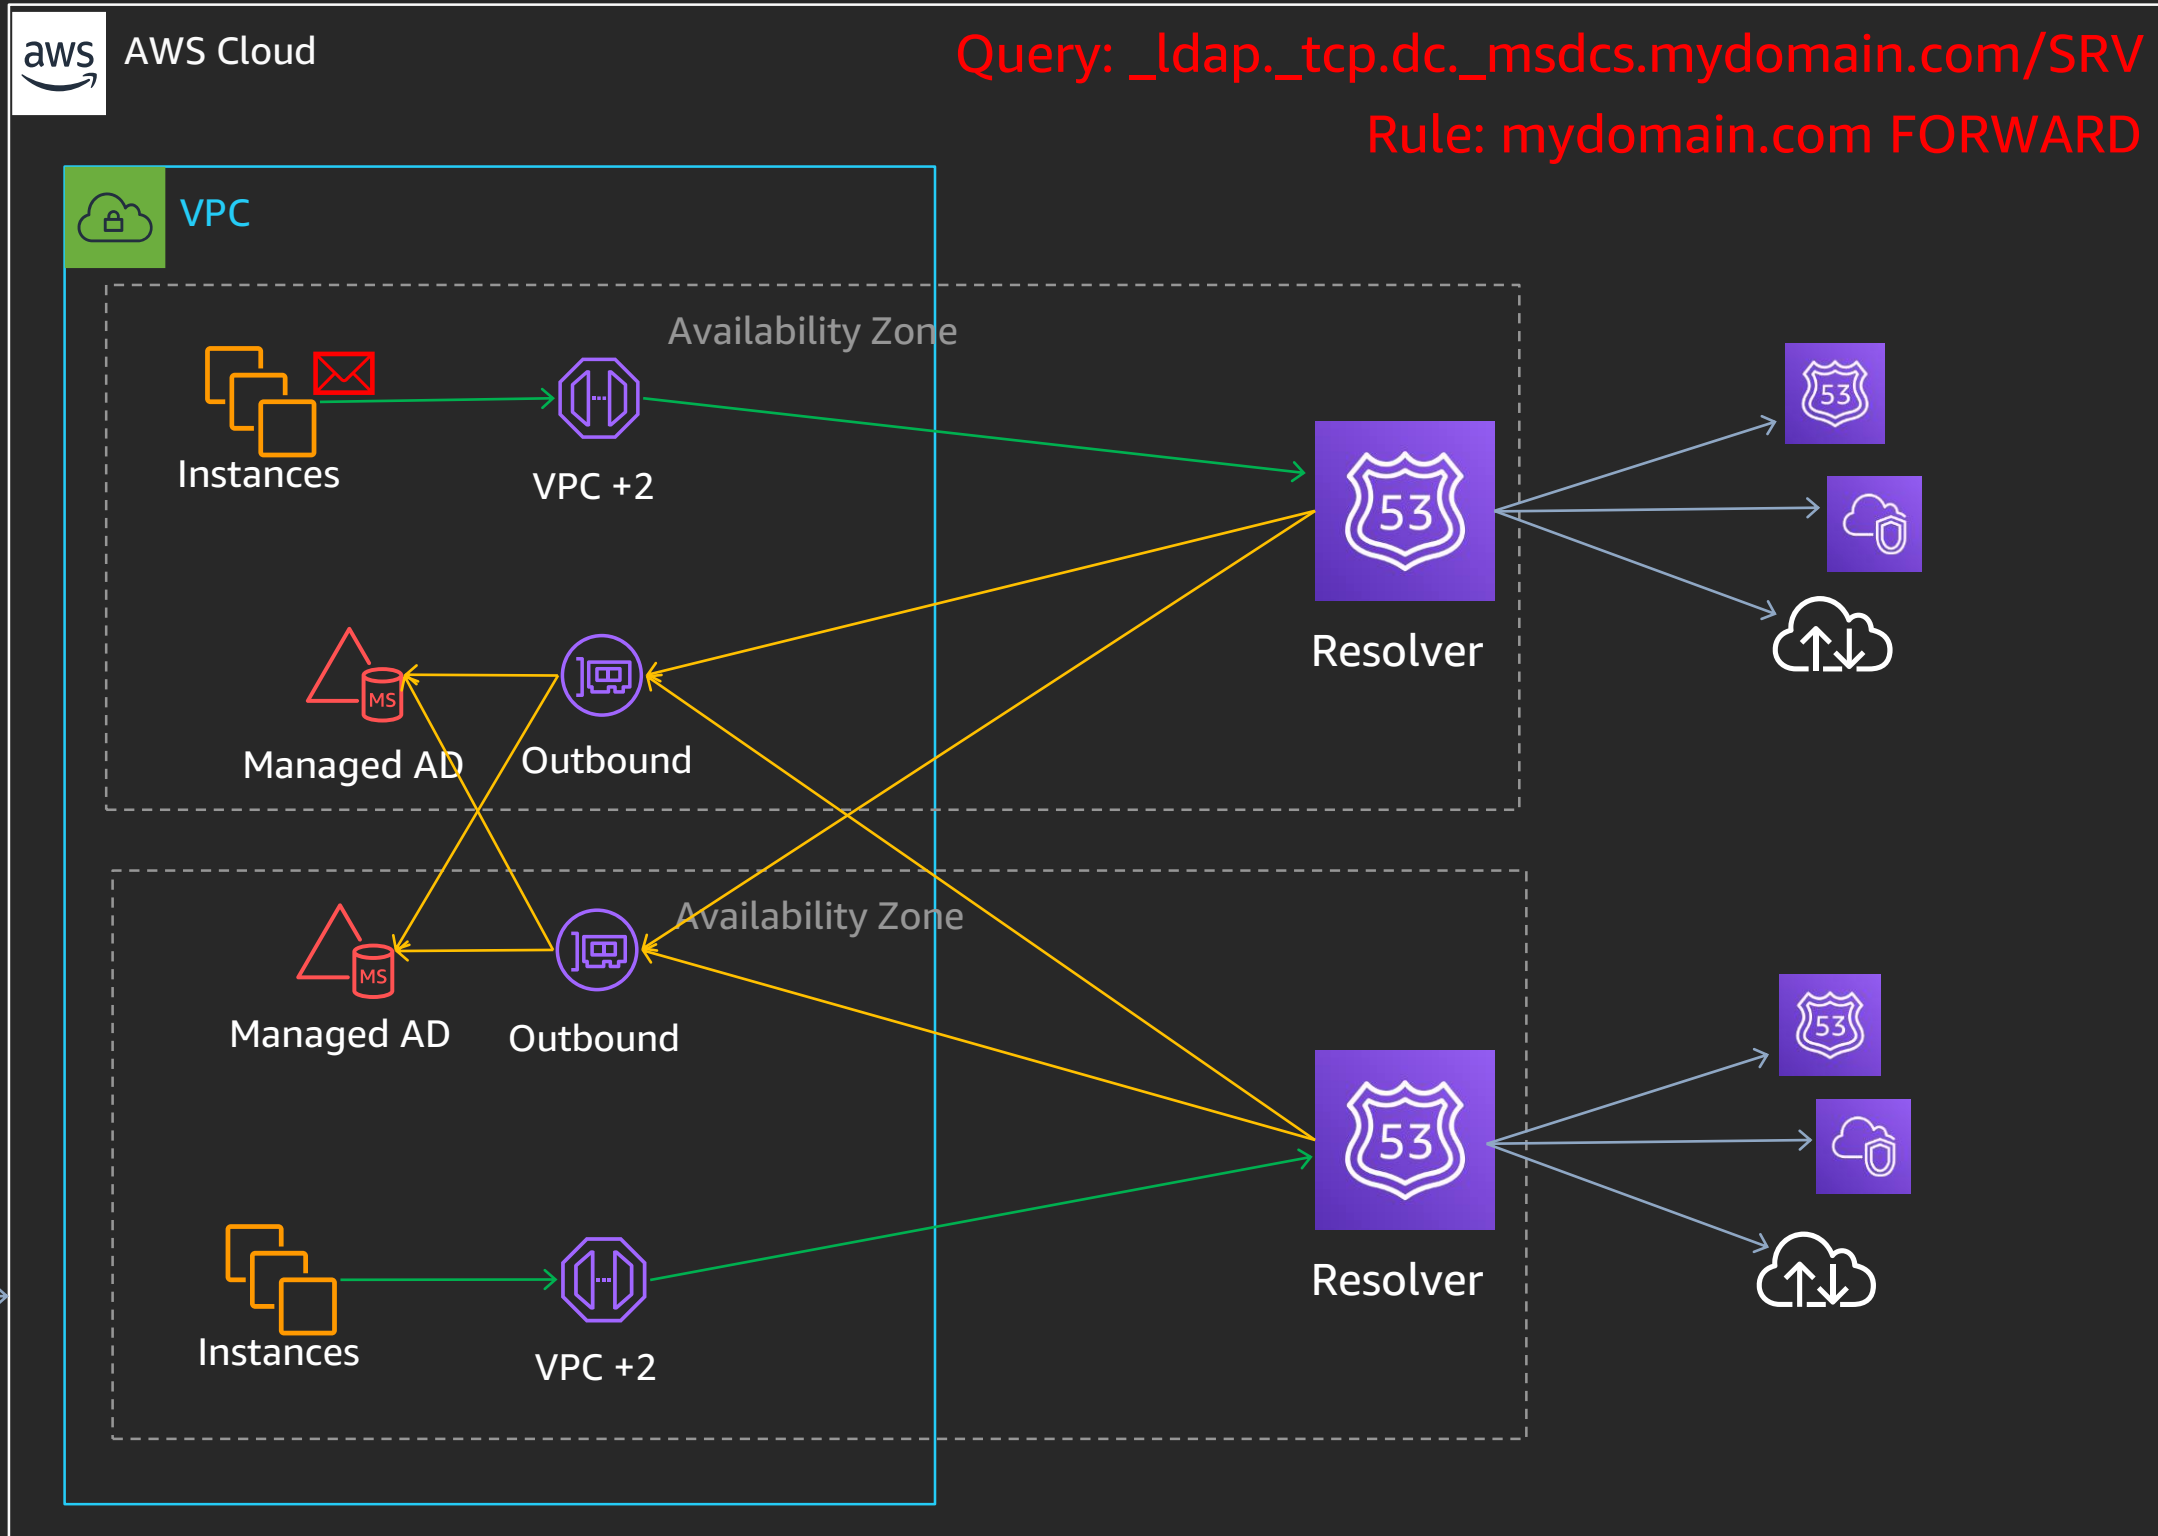 aws
AWS Cloud
Query: _ldap._tcp.dc._msdcs.mydomain.com/SRV
Rule: mydomain.com FORWARD
VPC
Availability Zone
Instances
VPC +2
53
Resolver
53
MS
Managed AD
Outbound
Availability Zone
MS
Managed AD
Outbound
53
Resolver
53
Instances
VPC +2